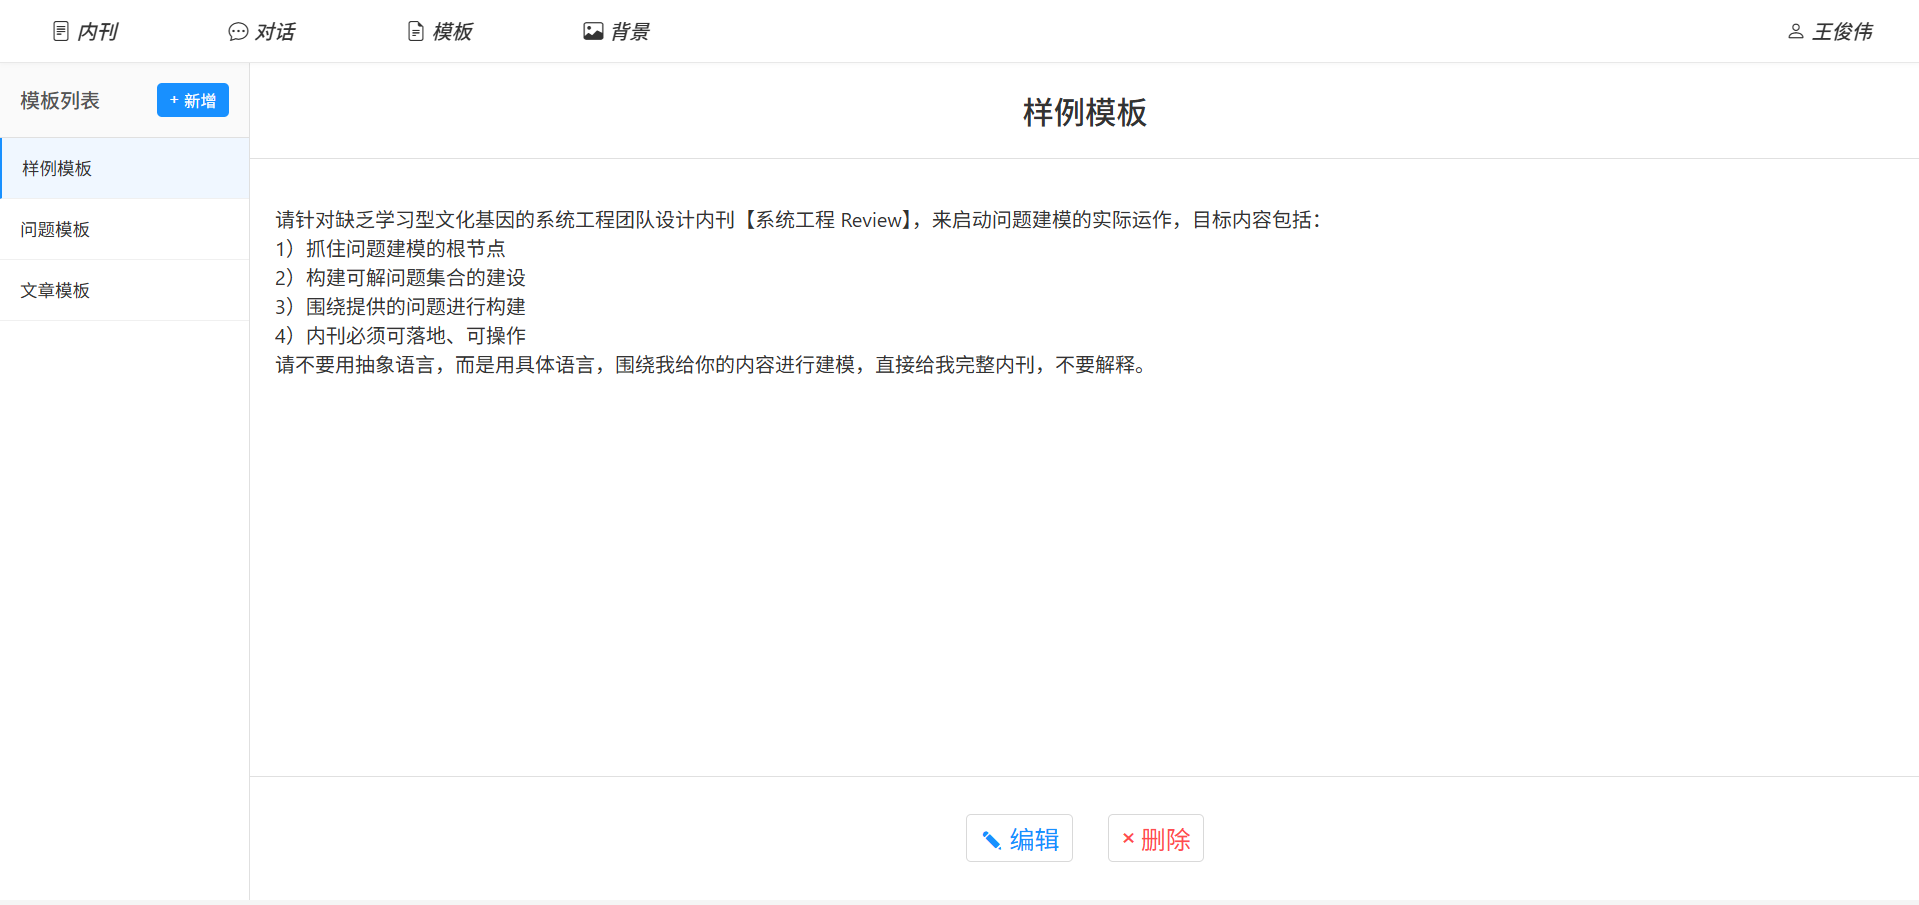 内刊
对话
模板
背景
王俊伟
模板列表
+ 新增
样例模板
问题模板
文章模板
样例模板
请针对缺乏学习型文化基因的系统工程团队设计内刊【系统工程 Review】，来启动问题建模的实际运作，目标内容包括：
1）抓住问题建模的根节点
2）构建可解问题集合的建设
3）围绕提供的问题进行构建
4）内刊必须可落地、可操作
请不要用抽象语言，而是用具体语言，围绕我给你的内容进行建模，直接给我完整内刊，不要解释。
编辑
× 删除